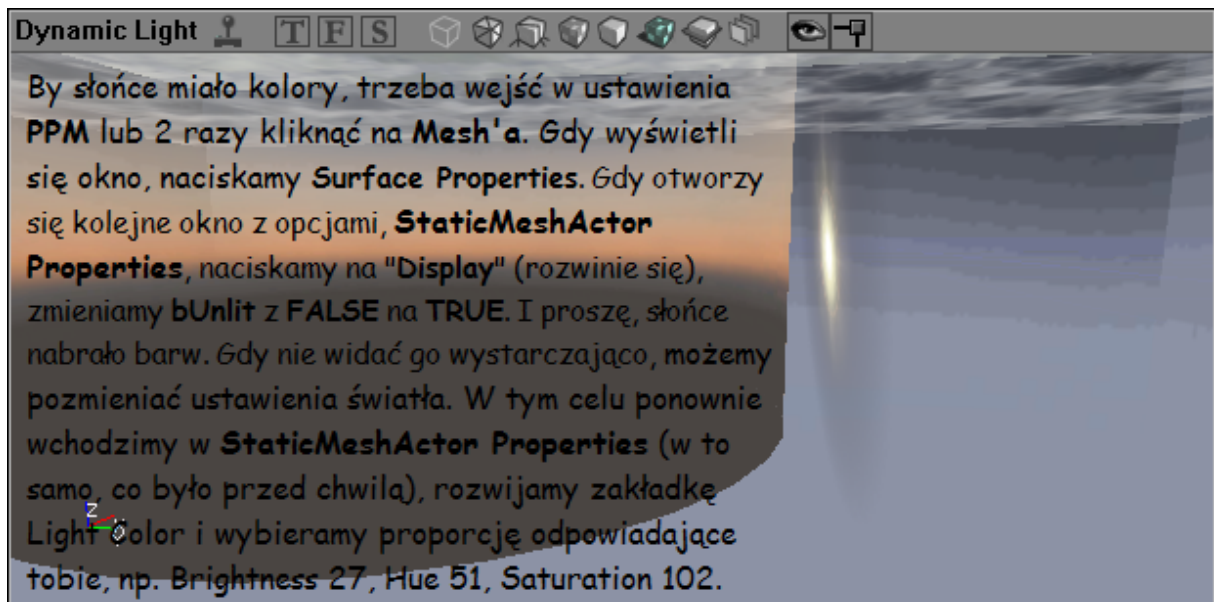 Dynamic Light T F S
By słońce miało kolory, trzeba wejść w ustawienia
PPM lub 2 razy kliknąć na Mesh'a. Gdy wyświetli
się okno, naciskamy Surface Properties. Gdy otworzy
się kolejne okno z opcjami, StaticMeshActor
Properties, naciskamy na "Display" (rozwinie się),
zmieniamy bUnlit z FALSE na TRUE. I proszę, słońce
nabrało barw. Gdy nie widać go wystarczająco, możemy
pozmieniać ustawienia światła. W tym celu ponownie
wchodzimy w StaticMeshActor Properties (w to
samo, co było przed chwilą), rozwijamy zakładkę
Z
Light Color i wybieramy proporcję odpowiadające
tobie, np. Brightness 27, Hue 51, Saturation 102.